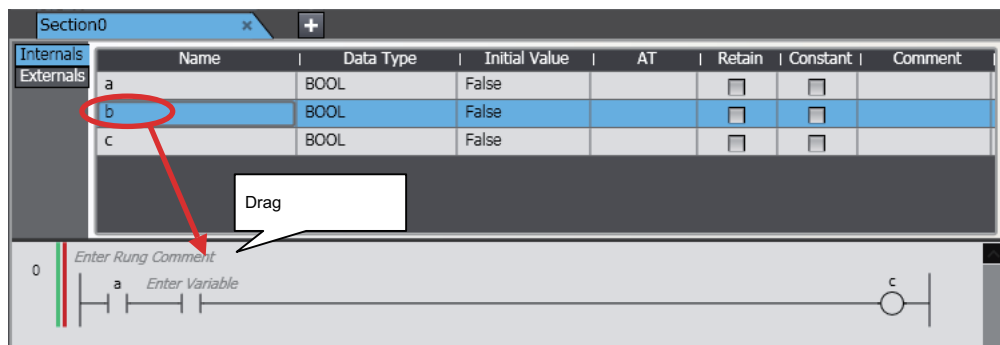 Section0 × +
Internals
Externals
Name Data Type Initial Value AT Retain Constant Comment
a BOOL False
b BOOL False
c BOOL False
Drag
Enter Rung Comment
0
a Enter Variable c